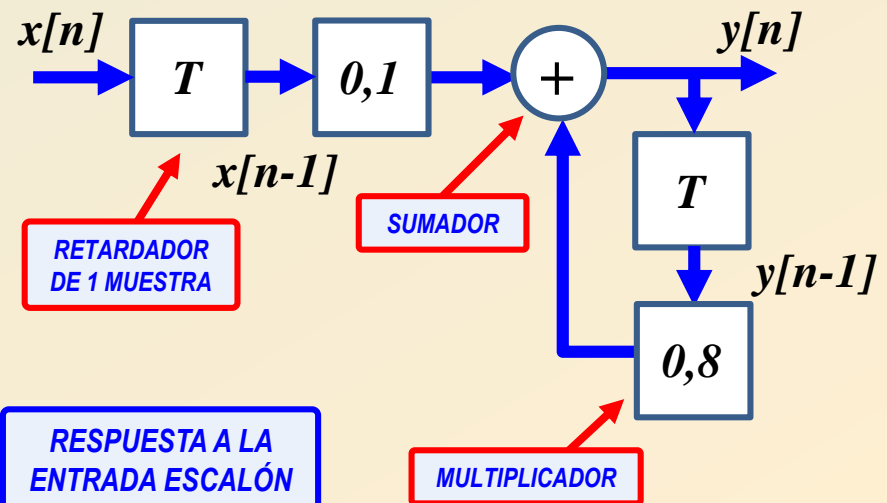 x[n]
y[n]
T
0,1
+
x[n-1]
T
SUMADOR
RETARDADOR
DE 1 MUESTRA
y[n-1]
0,8
RESPUESTA A LA
ENTRADA ESCALÓN
MULTIPLICADOR